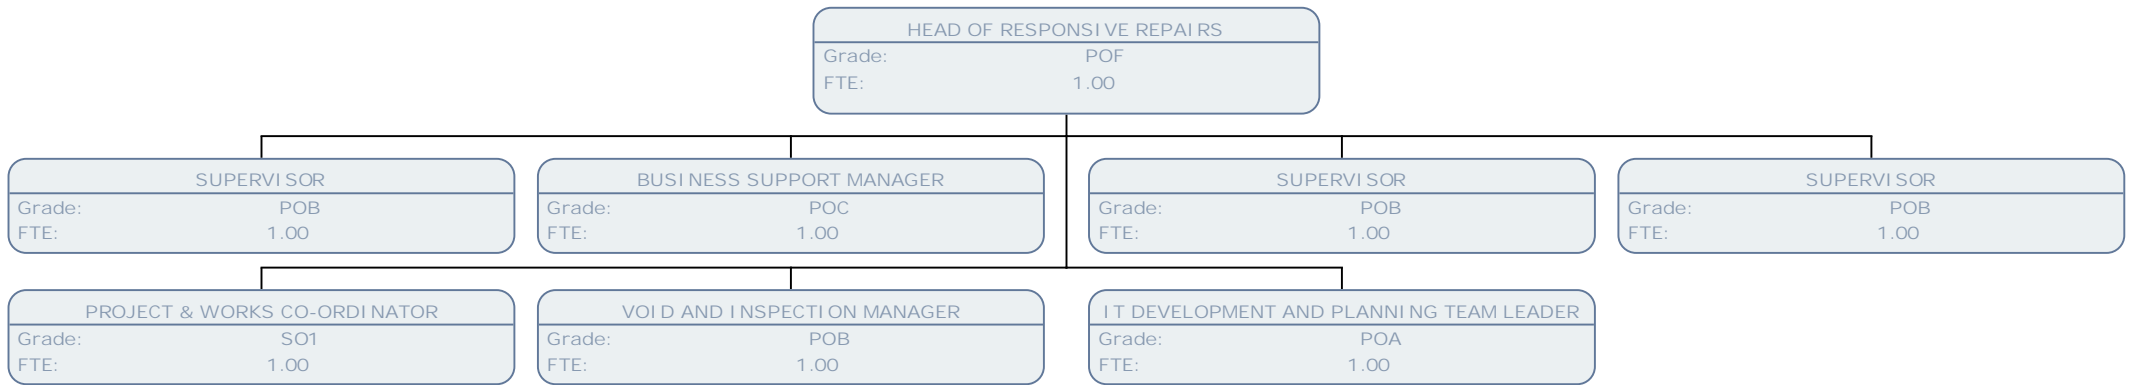 HEAD OF RESPONSIVE REPAIRS
Grade: POF
FTE: 1.00
SUPERVISOR
Grade: POB
FTE: 1.00
BUSINESS SUPPORT MANAGER
Grade: POC
FTE: 1.00
SUPERVISOR
Grade: POB
FTE: 1.00
SUPERVISOR
Grade: POB
FTE: 1.00
PROJECT & WORKS CO-ORDINATOR
Grade: SO1
FTE: 1.00
VOID AND INSPECTION MANAGER
Grade: POB
FTE: 1.00
IT DEVELOPMENT AND PLANNING TEAM LEADER
Grade: POA
FTE: 1.00